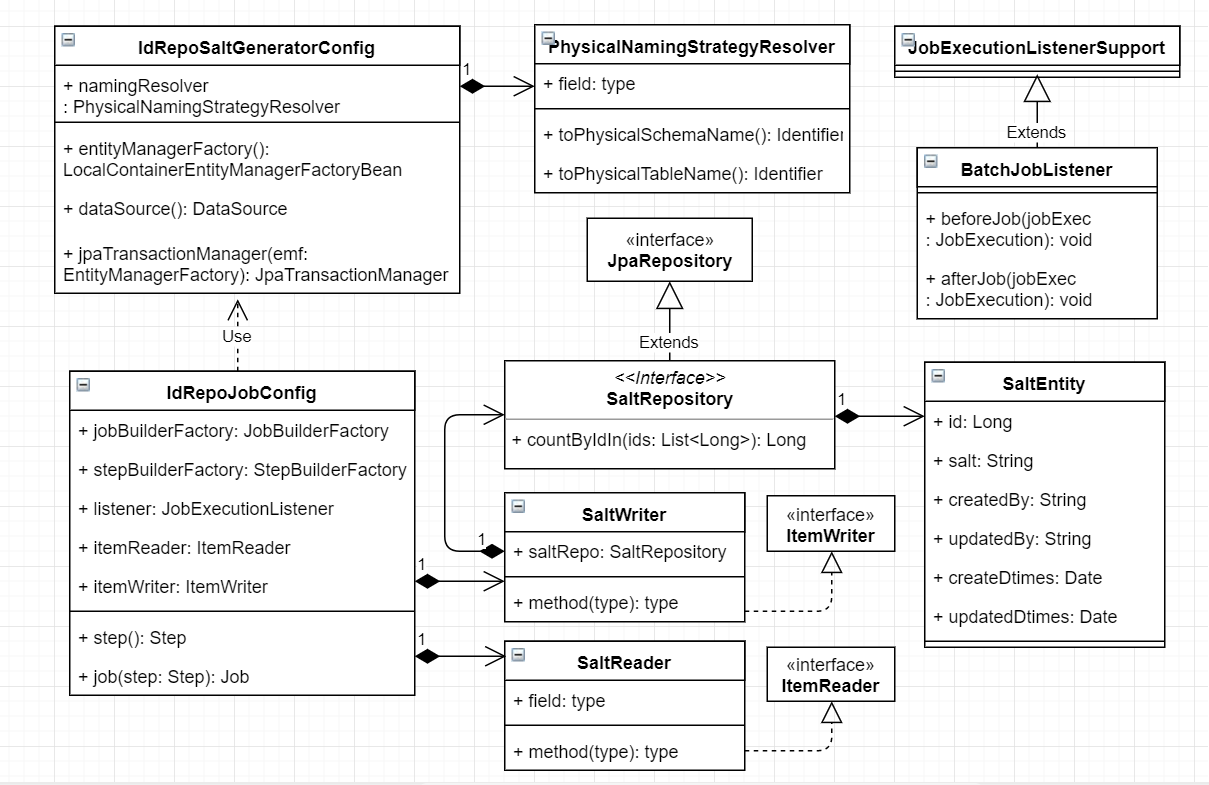 IdRepoSaltGeneratorConfig
+ namingResolver
: PhysicalNamingStrategyResolver
+ entityManagerFactory():
LocalContainerEntityManagerFactoryBean
+ dataSource(): DataSource
+ jpaTransactionManager(emf:
EntityManagerFactory): JpaTransactionManager
1
PhysicalNamingStrategyResolver
+ field: type
+ toPhysicalSchemaName(): Identifier
+ toPhysicalTableName(): Identifier
JobExecutionListenerSupport
Extends
BatchJobListener
+ beforeJob(jobExec
: JobExecution): void
+ afterJob(jobExec
: JobExecution): void
«interface»
JpaRepository
Extends
Use
IdRepoJobConfig
+ jobBuilderFactory: JobBuilderFactory
+ stepBuilderFactory: StepBuilderFactory
+ listener: JobExecutionListener
+ itemReader: ItemReader
+ itemWriter: ItemWriter
+ step(): Step
+ job(step: Step): Job
1
1
<<Interface>>
SaltRepository
+ countByIdIn(ids: List<Long>): Long
1
SaltEntity
+ id: Long
+ salt: String
+ createdBy: String
+ updatedBy: String
+ createDtimes: Date
+ updatedDtimes: Date
1
SaltWriter
+ saltRepo: SaltRepository
+ method(type): type
«interface»
ItemWriter
SaltReader
+ field: type
+ method(type): type
«interface»
ItemReader